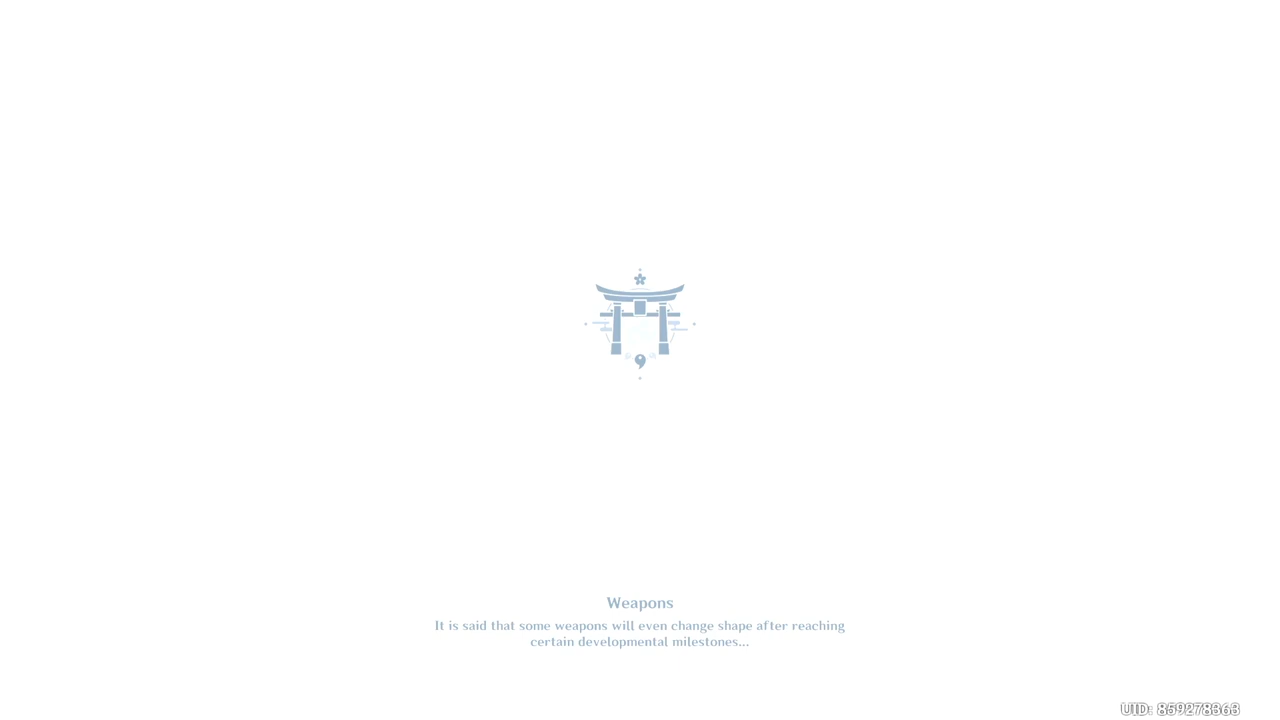 Weapons
It is said that some weapons will even change shape after reaching
certain developmental milestones...
UID: 859278363